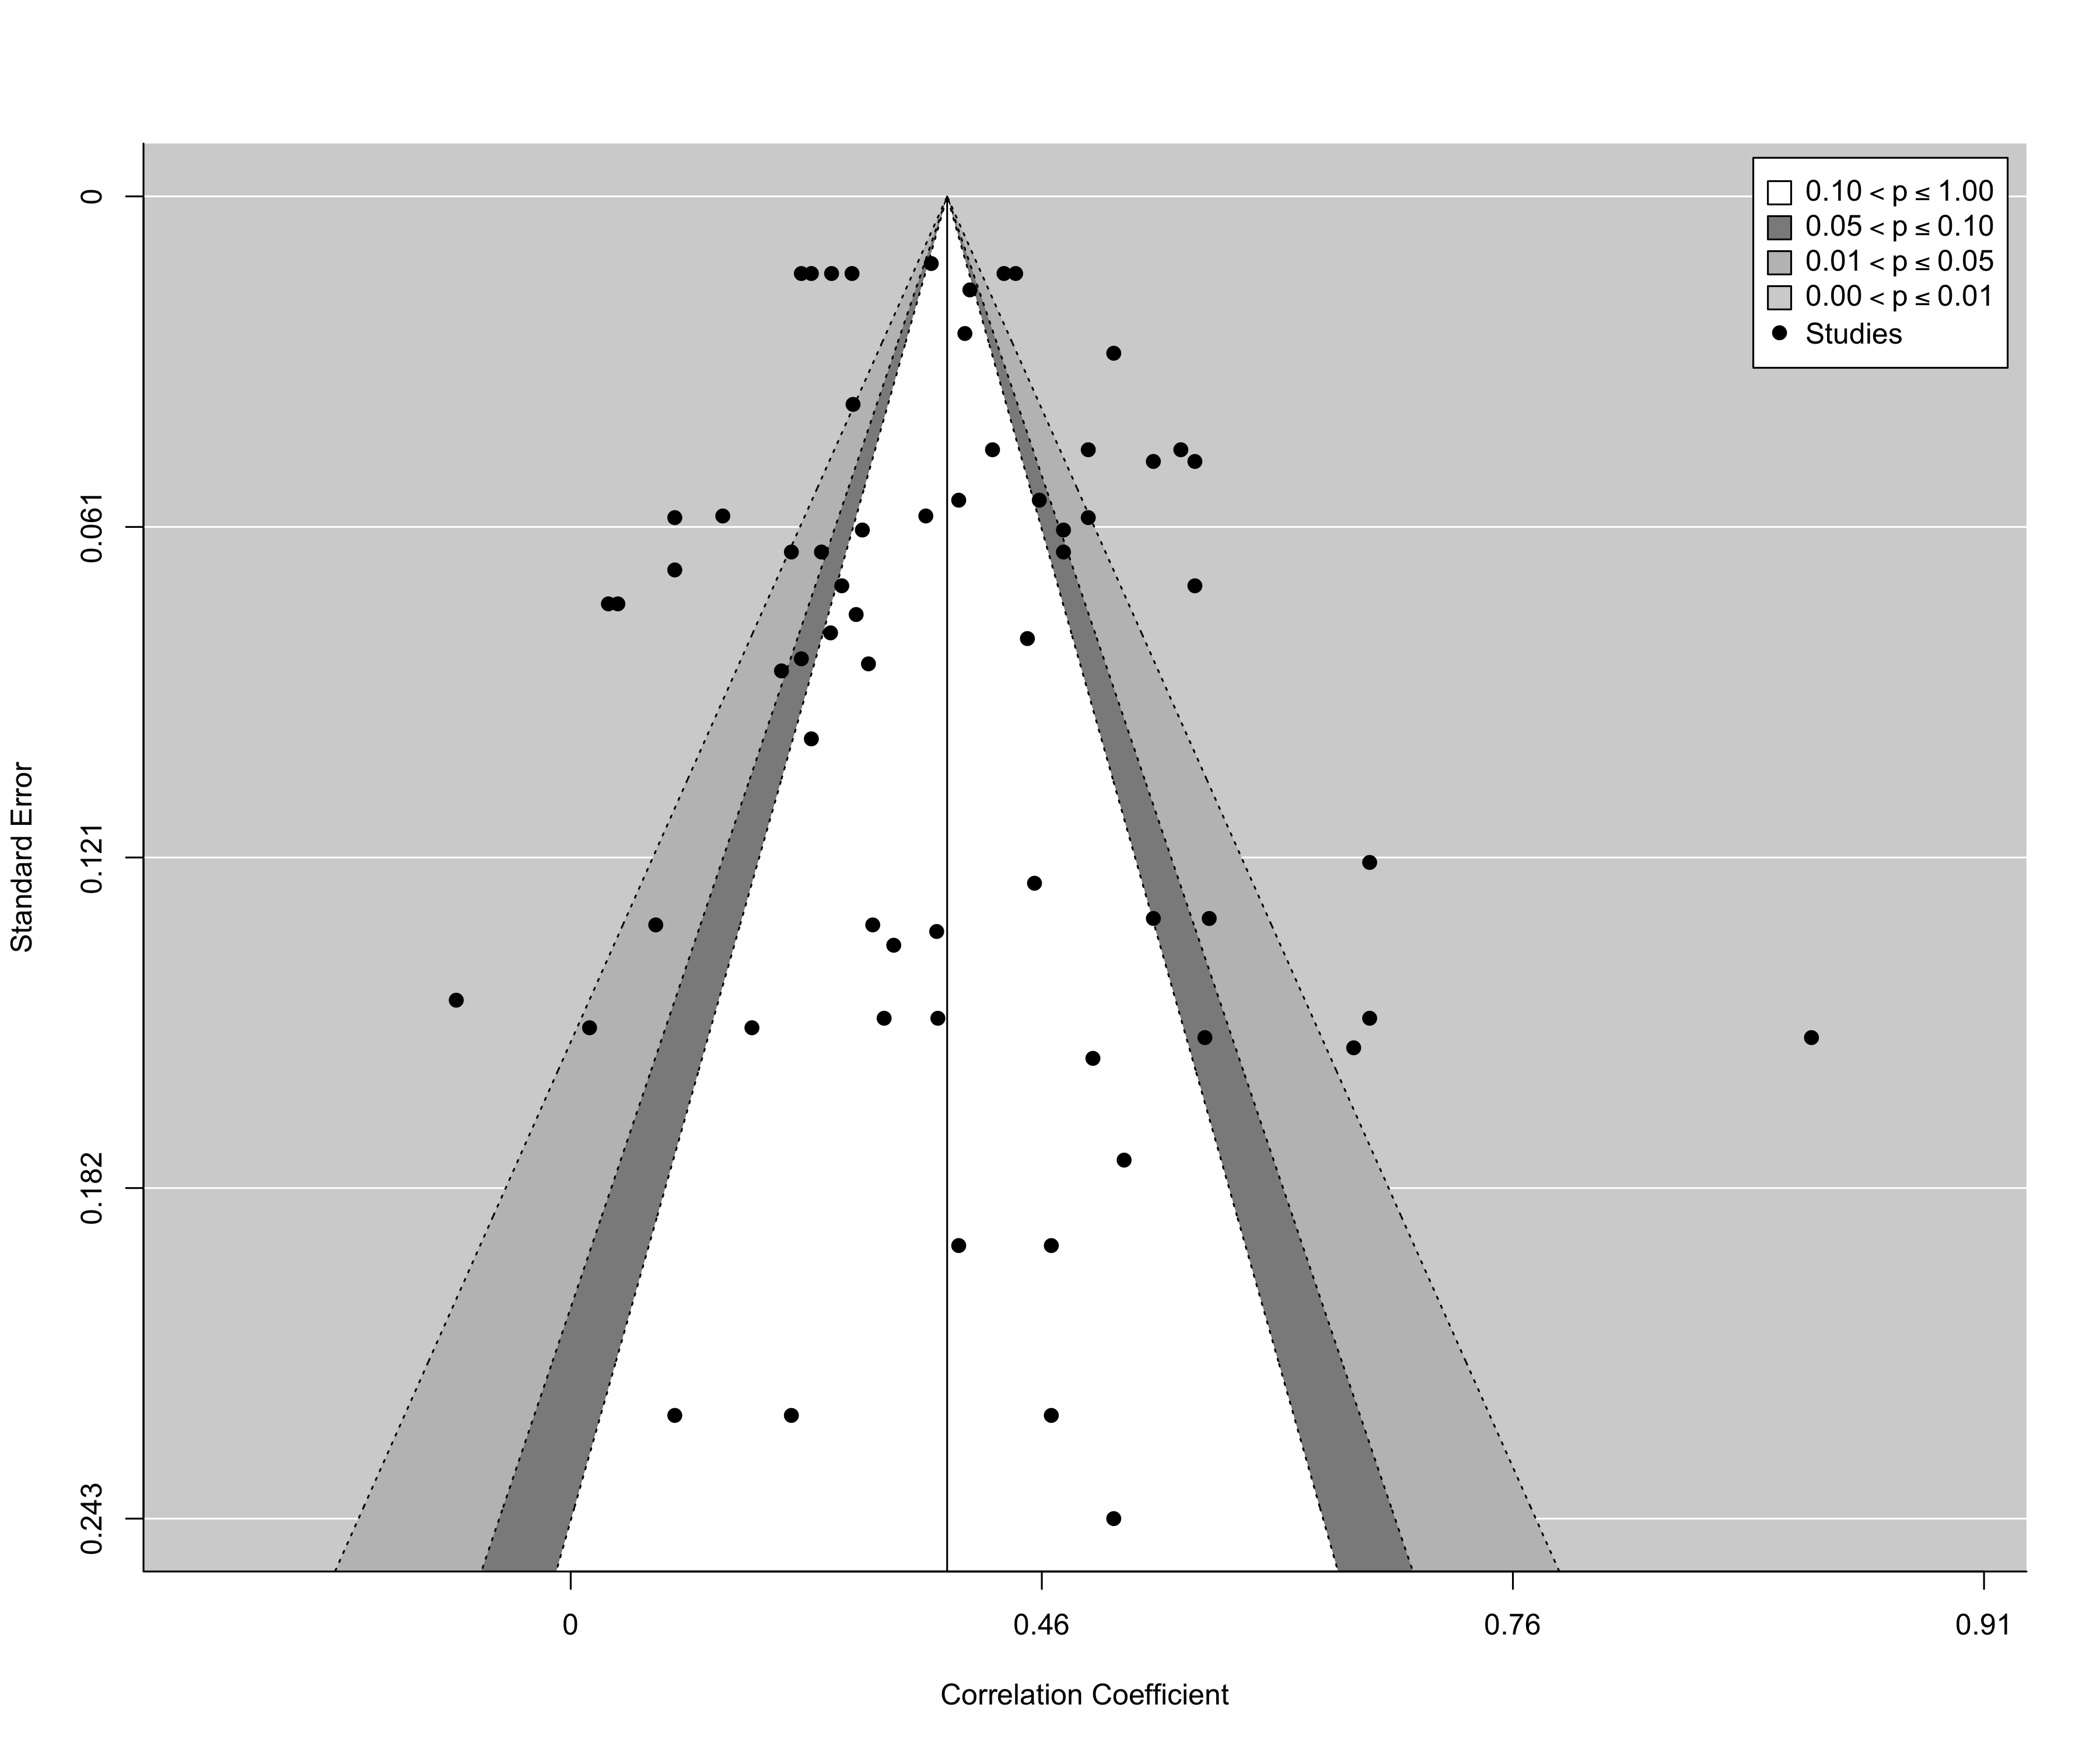 0.10 < p ≤ 1.00
0.05 < p ≤ 0.10
0.01 < p ≤ 0.05
0.00 < p ≤ 0.01
Studies
Standard Error
0
0.061
0.121
0.182
0.243
0
0.46
0.76
0.91
Correlation Coefficient